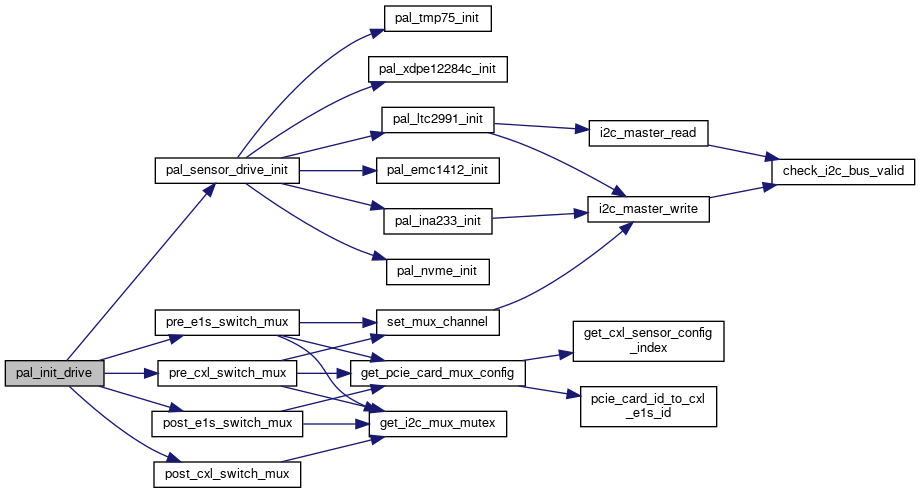 pal_tmp75_init
pal_xdpe12284c_init
pal_ltc2991_init
i2c_master_read
pal_sensor_drive_init
pal_emc1412_init
check_i2c_bus_valid
pal_ina233_init
i2c_master_write
pal_nvme_init
pre_e1s_switch_mux
set_mux_channel
get_cxl_sensor_config
_index
pal_init_drive
pre_cxl_switch_mux
get_pcie_card_mux_config
pcie_card_id_to_cxl
_e1s_id
post_e1s_switch_mux
get_i2c_mux_mutex
post_cxl_switch_mux